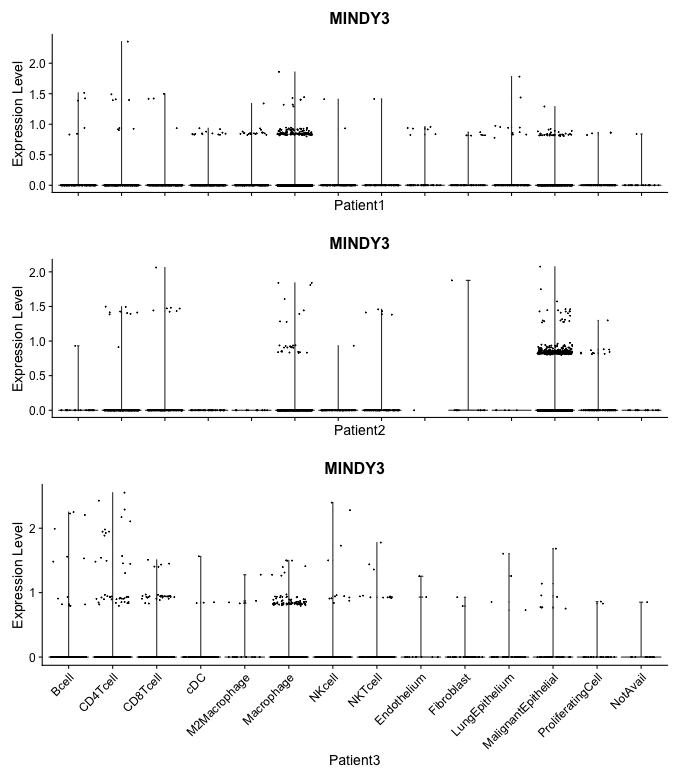 MINDY3
Expression Level
2.0
1.5
1.0
0.5
0.0
Patient1
MINDY3
Expression Level
2.0
1.5
1.0
0.5
0.0
Patient2
MINDY3
Expression Level
2
1
0
Bcell
CD4Tcell
CD8Tcell
cDC
M2Macrophage
Macrophage
NKcell
NKTcell
Endothelium
Fibroblast
LungEpithelium
MalignantEpithelial
ProliferatingCell
NotAvail
Patient3